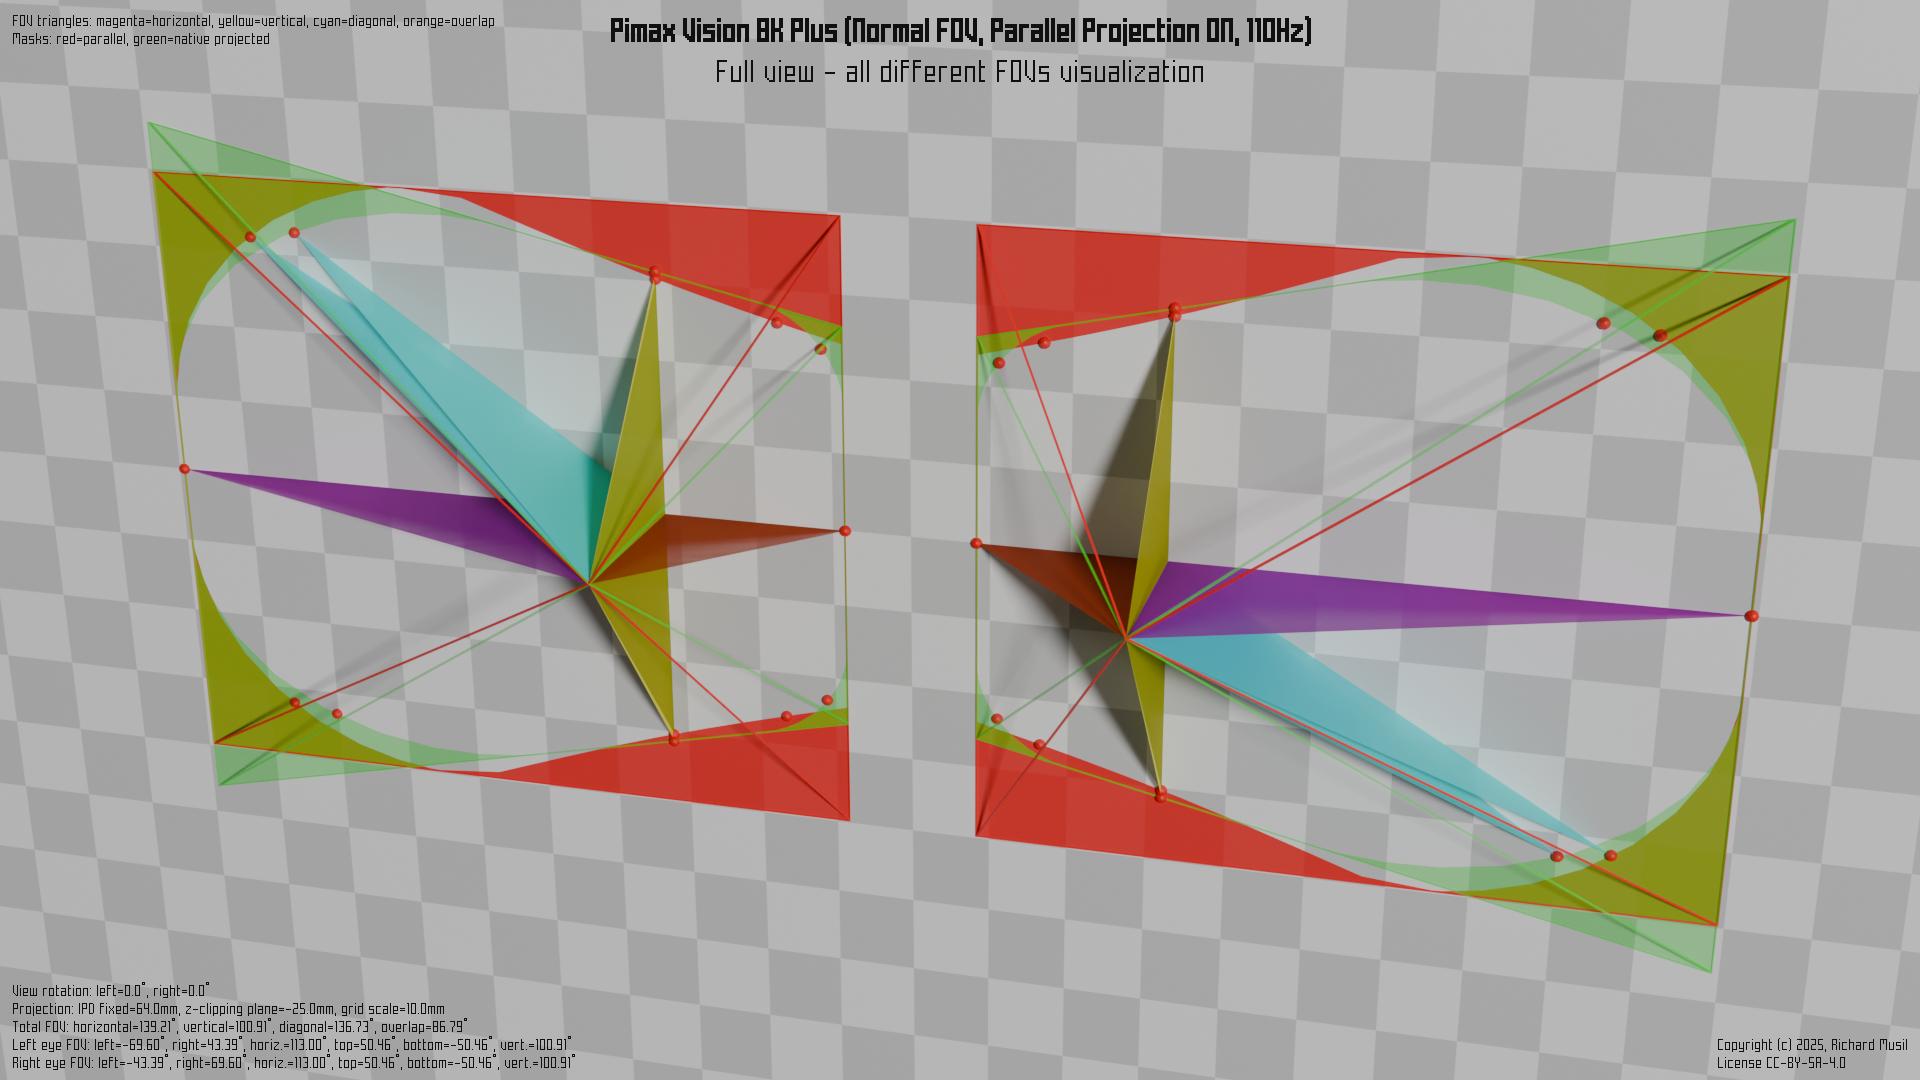 FOV triangles: magenta=horizontal, yellow=vertical, cyan=diagonal, orange=overlap
Masks: red=parallel, green=native projected
Pimax Vision 8K Plus (Normal FOV, Parallel Projection ON, 110Hz)
Full view - all different FOVs visualization
View rotation: left=0.0°, right=0.0°
Projection: IPD fixed=64.0mm, z-clipping plane=-25.0mm, grid scale=10.0mm
Total FOV: horizontal=139.21°, vertical=100.91°, diagonal=136.73°, overlap=86.79°
Left eye FOV: left=-69.60°, right=43.39°, horiz.=113.00°, top=50.46°, bottom=-50.46°, vert.=100.91°
Right eye FOV: left=-43.39°, right=69.60°, horiz.=113.00°, top=50.46°, bottom=-50.46°, vert.=100.91°
Copyright (c) 2025, Richard Musil
License CC-BY-SA-4.0